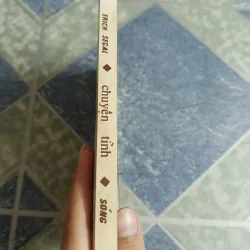 ERICH SEGAL ◆ chuyện tình ◆ SÓNG